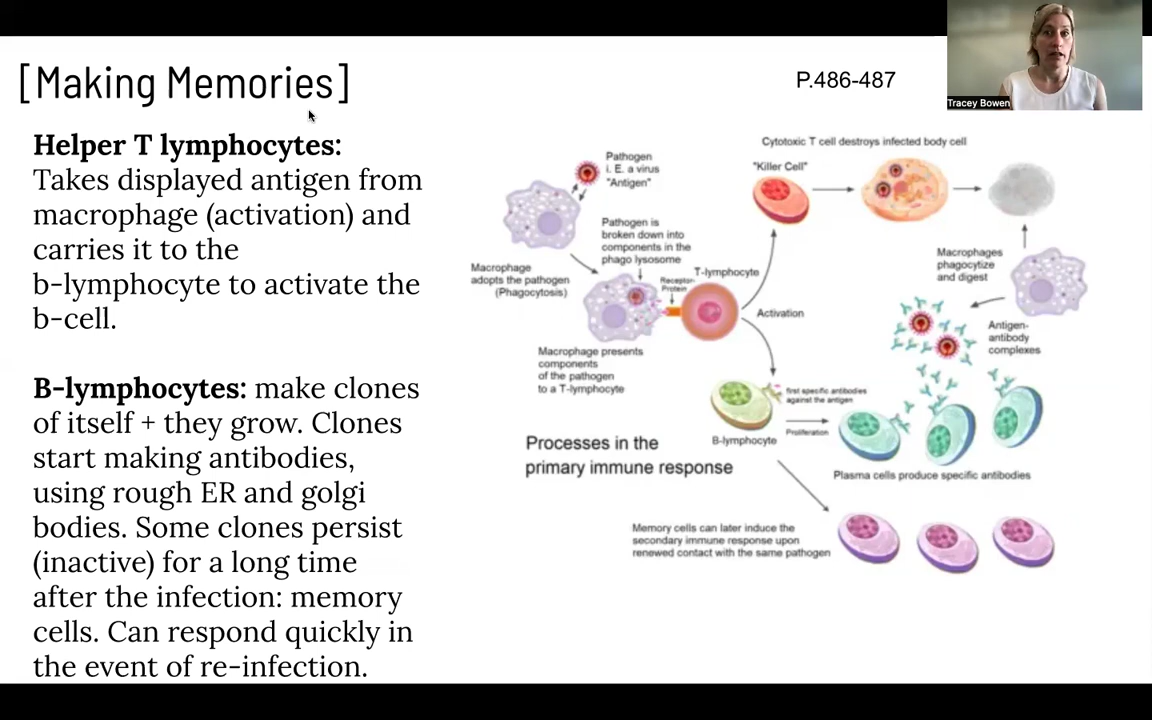 [Making Memories]
P.486-487
Tracey Bowen
Helper T lymphocytes:
Takes displayed antigen from
macrophage (activation) and
carries it to the
b-lymphocyte to activate the
b-cell.
B-lymphocytes: make clones
of itself + they grow. Clones
start making antibodies,
using rough ER and golgi
bodies. Some clones persist
(inactive) for a long time
after the infection: memory
cells. Can respond quickly in
the event of re-infection.
Cytotoxic T cell destroys infected body cell
"Killer Cell"
Pathogen
i. E. a virus
"Antigen"
Pathogen is
broken down into
components in the
phago lysosome
Macrophage
adopts the pathogen
(Phagocytosis)
Receptor-
Protein
T-lymphocyte
Activation
Macrophages
phagocytize
and digest
Antigen-
antibody
complexes
Macrophage presents
components
of the pathogen
to a T-lymphocyte
first specific antibodies
against the antigen
Proliferation
B-lymphocyte
Processes in the
primary immune response
Plasma cells produce specific antibodies
Memory cells can later induce the
secondary immune response upon
renewed contact with the same pathogen